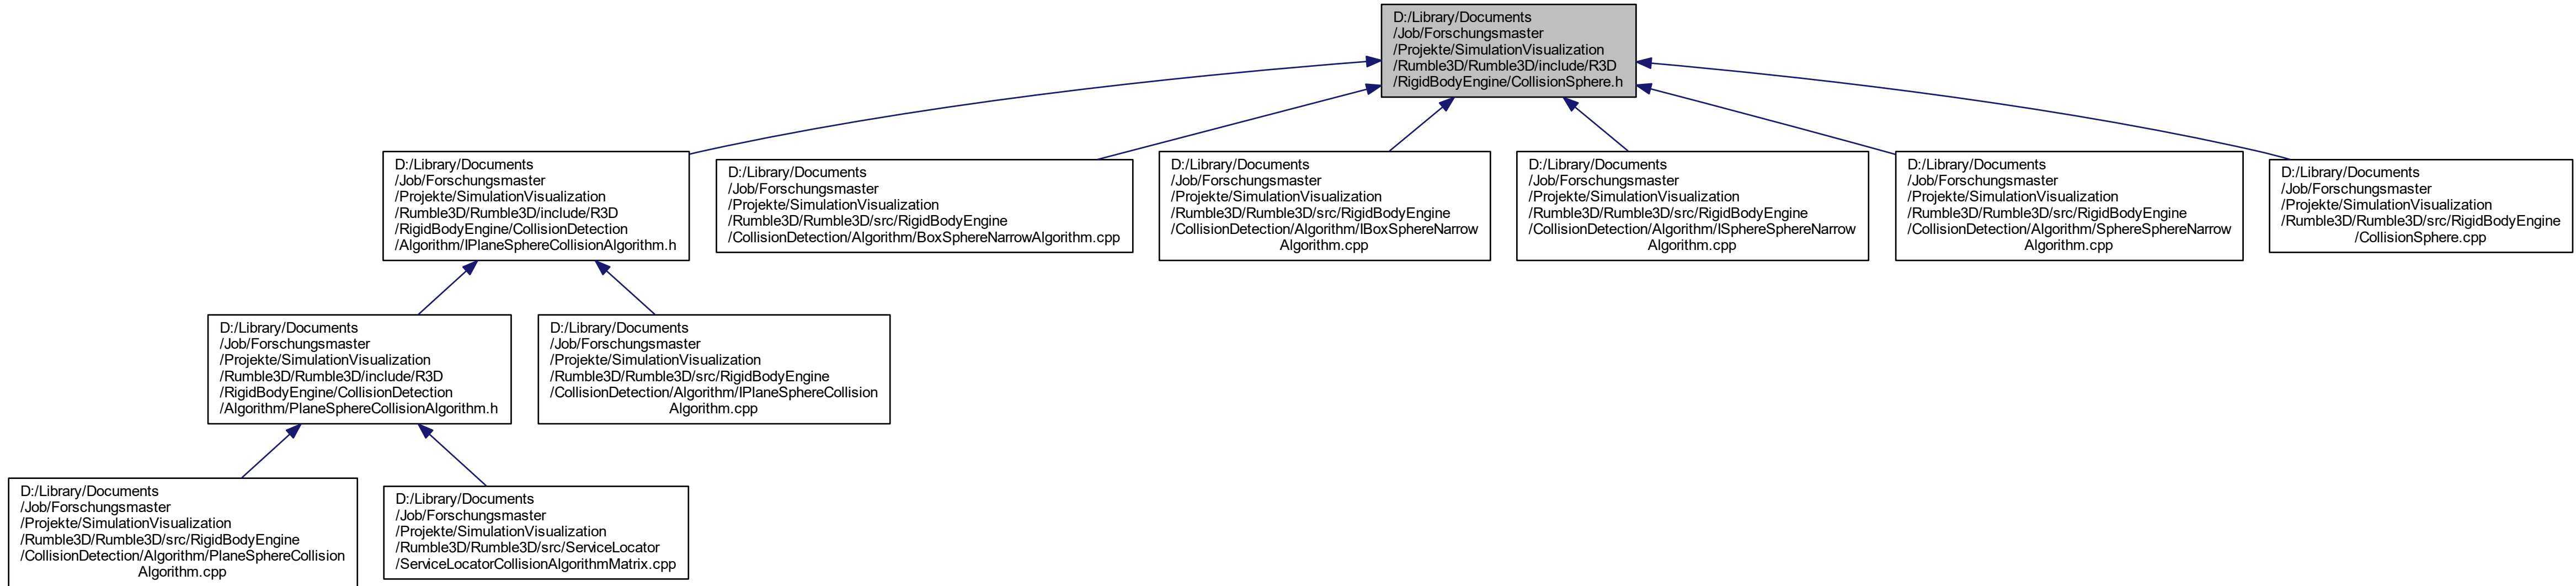 D:/Library/Documents
/Job/Forschungsmaster
/Projekte/SimulationVisualization
/Rumble3D/Rumble3D/include/R3D
/RigidBodyEngine/CollisionSphere.h
D:/Library/Documents
/Job/Forschungsmaster
/Projekte/SimulationVisualization
/Rumble3D/Rumble3D/include/R3D
/RigidBodyEngine/CollisionDetection
/Algorithm/IPlaneSphereCollisionAlgorithm.h
D:/Library/Documents
/Job/Forschungsmaster
/Projekte/SimulationVisualization
/Rumble3D/Rumble3D/src/RigidBodyEngine
/CollisionDetection/Algorithm/BoxSphereNarrowAlgorithm.cpp
D:/Library/Documents
/Job/Forschungsmaster
/Projekte/SimulationVisualization
/Rumble3D/Rumble3D/src/RigidBodyEngine
/CollisionDetection/Algorithm/IBoxSphereNarrow
Algorithm.cpp
D:/Library/Documents
/Job/Forschungsmaster
/Projekte/SimulationVisualization
/Rumble3D/Rumble3D/src/RigidBodyEngine
/CollisionDetection/Algorithm/ISphereSphereNarrow
Algorithm.cpp
D:/Library/Documents
/Job/Forschungsmaster
/Projekte/SimulationVisualization
/Rumble3D/Rumble3D/src/RigidBodyEngine
/CollisionDetection/Algorithm/SphereSphereNarrow
Algorithm.cpp
D:/Library/Documents
/Job/Forschungsmaster
/Projekte/SimulationVisualization
/Rumble3D/Rumble3D/src/RigidBodyEngine
/CollisionSphere.cpp
D:/Library/Documents
/Job/Forschungsmaster
/Projekte/SimulationVisualization
/Rumble3D/Rumble3D/include/R3D
/RigidBodyEngine/CollisionDetection
/Algorithm/PlaneSphereCollisionAlgorithm.h
D:/Library/Documents
/Job/Forschungsmaster
/Projekte/SimulationVisualization
/Rumble3D/Rumble3D/src/RigidBodyEngine
/CollisionDetection/Algorithm/IPlaneSphereCollision
Algorithm.cpp
D:/Library/Documents
/Job/Forschungsmaster
/Projekte/SimulationVisualization
/Rumble3D/Rumble3D/src/RigidBodyEngine
/CollisionDetection/Algorithm/PlaneSphereCollision
Algorithm.cpp
D:/Library/Documents
/Job/Forschungsmaster
/Projekte/SimulationVisualization
/Rumble3D/Rumble3D/src/ServiceLocator
/ServiceLocatorCollisionAlgorithmMatrix.cpp